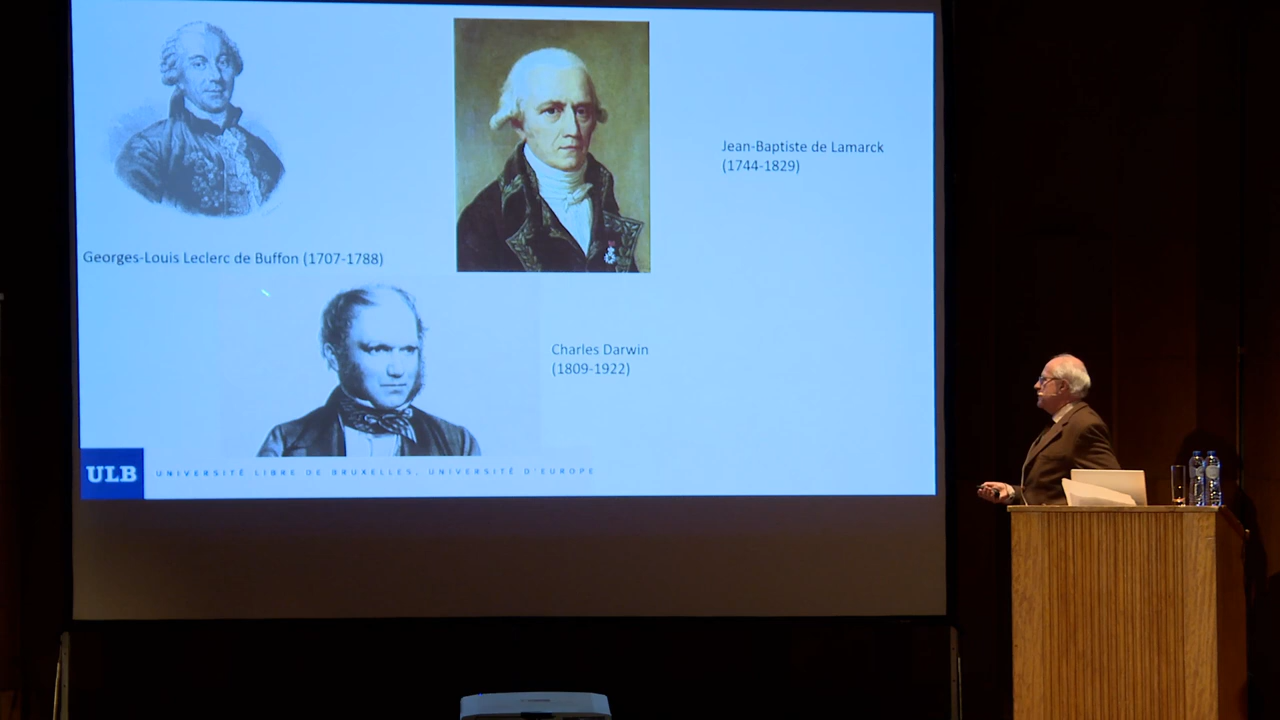 Jean-Baptiste de Lamarck
(1744-1829)
Georges-Louis Leclerc de Buffon (1707-1788)
Charles Darwin
(1809-1922)
ULB
UNIVERSITÉ LIBRE DE BRUXELLES, UNIVERSITÉ D'EUROPE